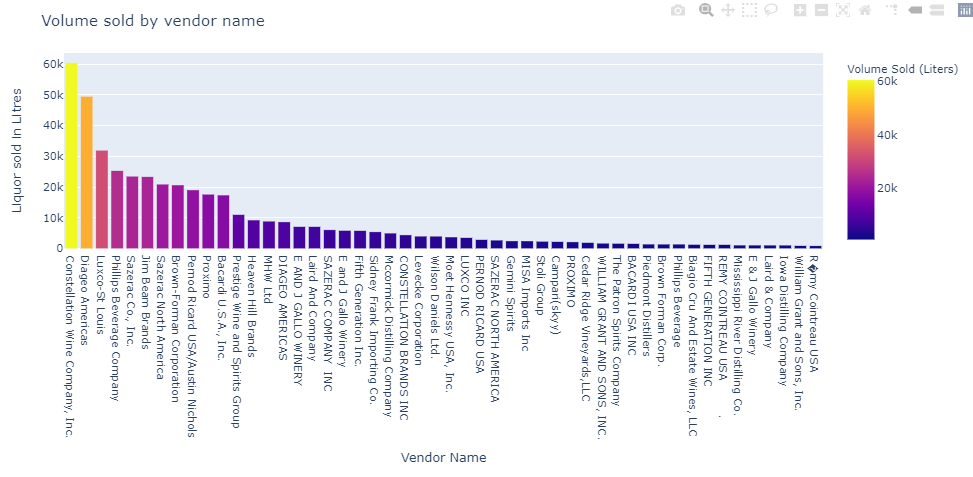 Volume sold by vendor name
Liquor sold in Litres
60k
50k
40k
30k
20k
10k
0
Constellation Wine Company, Inc.
Diageo Americas
Luxco-St Louis
Phillips Beverage Company
Sazerac Co., Inc.
Jim Beam Brands
Sazerac North America
Brown-Forman Corporation
Pernod Ricard USA/Austin Nichols
Proximo
Bacardi U.S.A., Inc.
Prestige Wine and Spirits Group
Heaven Hill Brands
MHW Ltd
DIAGEO AMERICAS
E AND J GALLO WINERY
Laird And Company
SAZERAC COMPANY INC
E and J Gallo Winery
Fifth Generation Inc.
Sidney Frank Importing Co.
Mccormick Distilling Company
CONSTELLATION BRANDS INC
Levecke Corporation
Wilson Daniels Ltd.
Moet Hennessy USA, Inc.
LUXCO INC
PERNOD RICARD USA
SAZERAC NORTH AMERICA
Gemini Spirits
MISA Imports Inc
Stoli Group
Campari(skyy)
PROXIMO
Cedar Ridge Vineyards,LLC
WILLIAM GRANT AND SONS, INC.
The Patron Spirits Company
BACARDI USA INC
Piedmont Distillers
Brown Forman Corp.
Phillips Beverage
Biagio Cru And Estate Wines, LLC
FIFTH GENERATION INC
REMY COINTREAU USA .
Mississippi River Distilling Co.
E & J Gallo Winery
Laird & Company
Iowa Distilling Company
William Grant and Sons, Inc.
R�my Cointreau USA
Vendor Name
Volume Sold (Liters)
60k
40k
20k